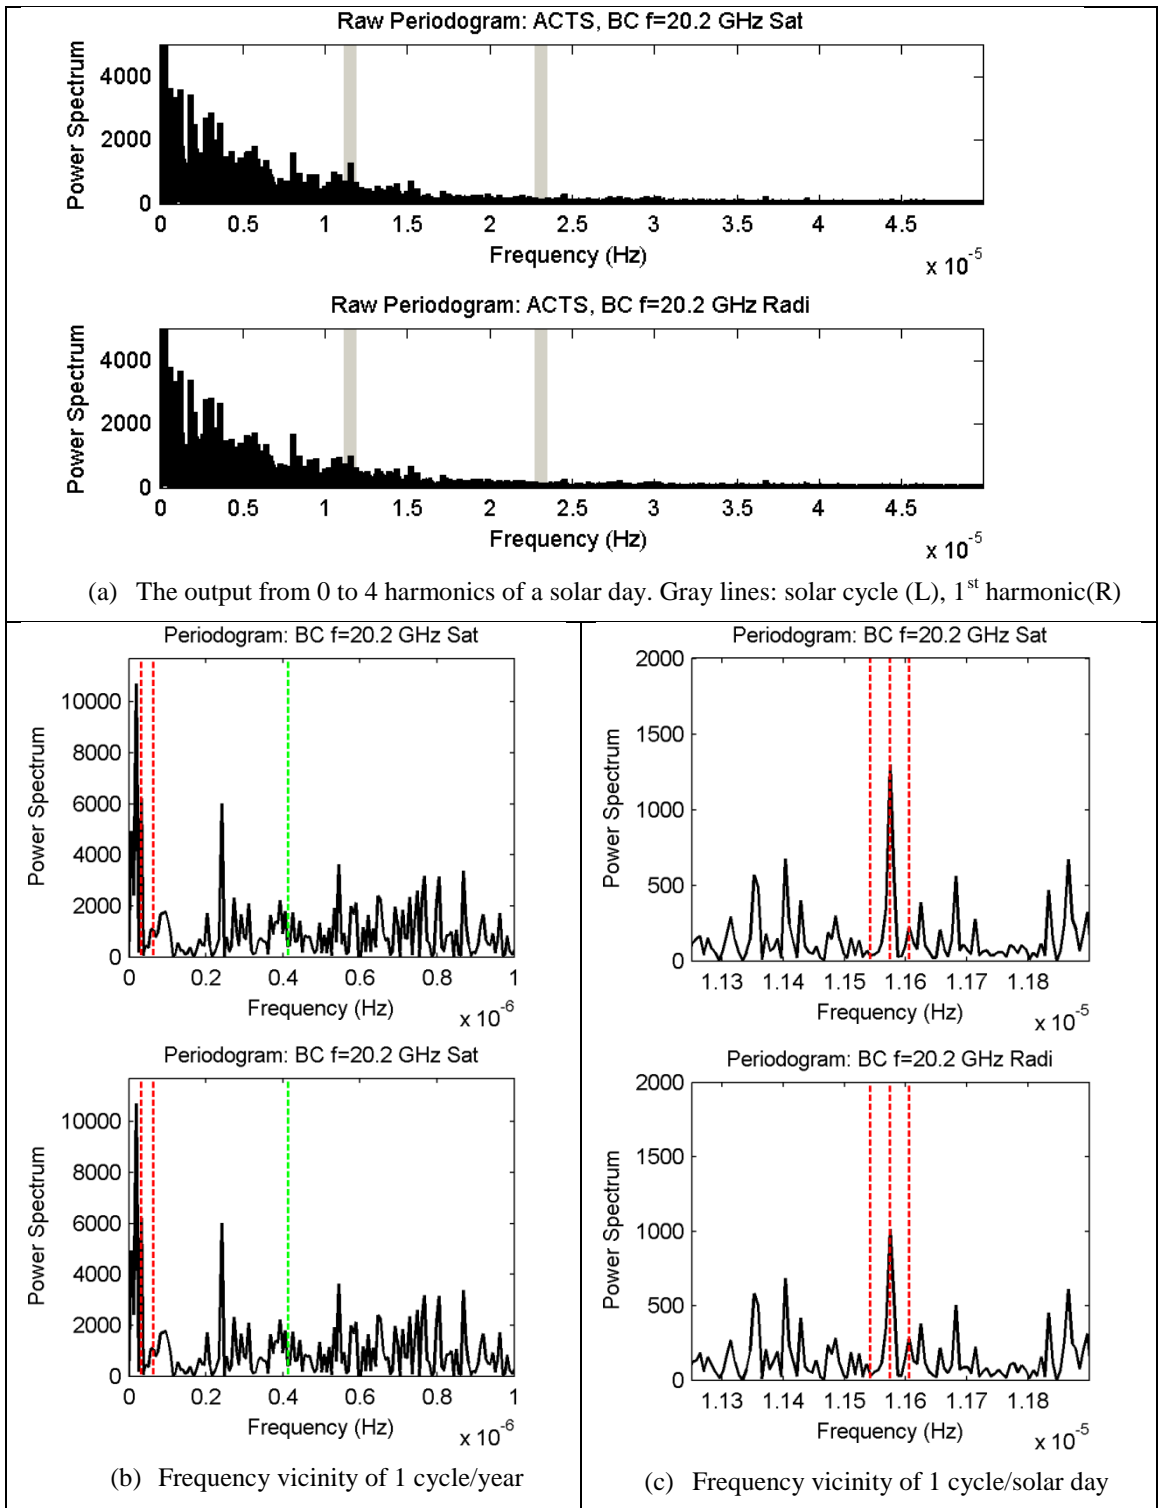 Raw Periodogram: ACTS, BC f=20.2 GHz Sat
Power Spectrum
4000
2000
0
0 0.5 1 1.5 2 2.5 3 3.5 4 4.5
Frequency (Hz)
x 10^-5
Raw Periodogram: ACTS, BC f=20.2 GHz Radi
Power Spectrum
4000
2000
0
0 0.5 1 1.5 2 2.5 3 3.5 4 4.5
Frequency (Hz)
x 10^-5
(a) The output from 0 to 4 harmonics of a solar day. Gray lines: solar cycle (L), 1st harmonic(R)
Periodogram: BC f=20.2 GHz Sat
Power Spectrum
10000
8000
6000
4000
2000
0
0 0.2 0.4 0.6 0.8 1
Frequency (Hz)
x 10^-6
Periodogram: BC f=20.2 GHz Sat
Power Spectrum
10000
8000
6000
4000
2000
0
0 0.2 0.4 0.6 0.8 1
Frequency (Hz)
x 10^-6
(b) Frequency vicinity of 1 cycle/year
Periodogram: BC f=20.2 GHz Sat
Power Spectrum
2000
1500
1000
500
0
1.13 1.14 1.15 1.16 1.17 1.18
Frequency (Hz)
x 10^-5
Periodogram: BC f=20.2 GHz Radi
Power Spectrum
2000
1500
1000
500
0
1.13 1.14 1.15 1.16 1.17 1.18
Frequency (Hz)
x 10^-5
(c) Frequency vicinity of 1 cycle/solar day